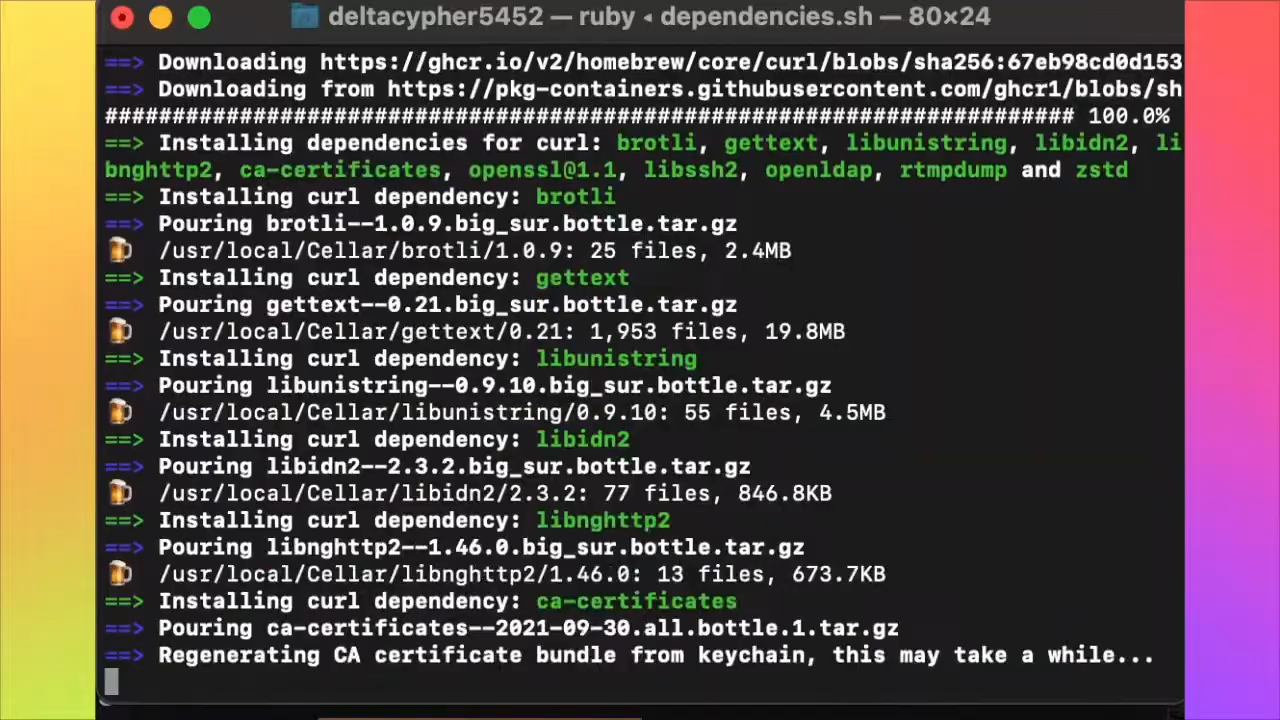 deltacypher5452 — ruby ◂ dependencies.sh — 80×24
==> Downloading https://ghcr.io/v2/homebrew/core/curl/blobs/sha256:67eb98cd0d153
==> Downloading from https://pkg-containers.githubusercontent.com/ghcr1/blobs/sh
######################################################################## 100.0%
==> Installing dependencies for curl: brotli, gettext, libunistring, libidn2, li
bnghttp2, ca-certificates, openssl@1.1, libssh2, openldap, rtmpdump and zstd
==> Installing curl dependency: brotli
==> Pouring brotli--1.0.9.big_sur.bottle.tar.gz
🍺 /usr/local/Cellar/brotli/1.0.9: 25 files, 2.4MB
==> Installing curl dependency: gettext
==> Pouring gettext--0.21.big_sur.bottle.tar.gz
🍺 /usr/local/Cellar/gettext/0.21: 1,953 files, 19.8MB
==> Installing curl dependency: libunistring
==> Pouring libunistring--0.9.10.big_sur.bottle.tar.gz
🍺 /usr/local/Cellar/libunistring/0.9.10: 55 files, 4.5MB
==> Installing curl dependency: libidn2
==> Pouring libidn2--2.3.2.big_sur.bottle.tar.gz
🍺 /usr/local/Cellar/libidn2/2.3.2: 77 files, 846.8KB
==> Installing curl dependency: libnghttp2
==> Pouring libnghttp2--1.46.0.big_sur.bottle.tar.gz
🍺 /usr/local/Cellar/libnghttp2/1.46.0: 13 files, 673.7KB
==> Installing curl dependency: ca-certificates
==> Pouring ca-certificates--2021-09-30.all.bottle.1.tar.gz
==> Regenerating CA certificate bundle from keychain, this may take a while...